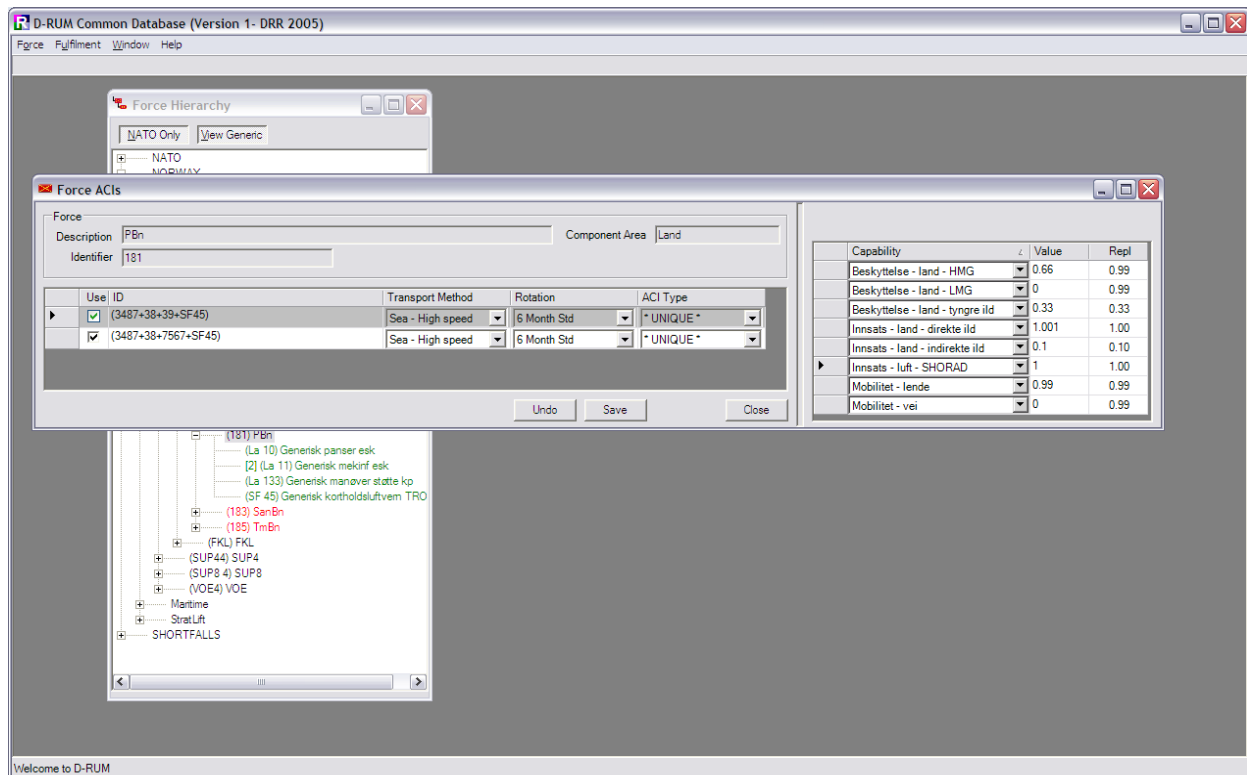 D-RUM Common Database (Version 1- DRR 2005)
Force Fulfilment Window Help
Force Hierarchy
NATO Only View Generic
NATO
NORWAY
Force ACIs
Force
Description PBn Component Area Land
Identifier 181
Use ID Transport Method Rotation ACI Type
(3487+38+39+SF45) Sea - High speed 6 Month Std * UNIQUE *
(3487+38+7567+SF45) Sea - High speed 6 Month Std * UNIQUE *
Undo Save Close
Capability Value Repl
Beskyttelse - land - HMG 0.66 0.99
Beskyttelse - land - LMG 0 0.99
Beskyttelse - land - tyngre ild 0.33 0.33
Innsats - land - direkte ild 1.001 1.00
Innsats - land - indirekte ild 0.1 0.10
Innsats - luft - SHORAD 1 1.00
Mobilitet - lende 0.99 0.99
Mobilitet - vei 0 0.99
(181) PBn
(La 10) Generisk panser esk
[2] (La 11) Generisk mekinf esk
(La 133) Generisk manøver støtte kp
(SF 45) Generisk kortholdsluftvern TRO
(183) SanBn
(185) TmBn
(FKL) FKL
(SUP44) SUP4
(SUP8 4) SUP8
(VOE4) VOE
Maritime
StratLift
SHORTFALLS
Welcome to D-RUM